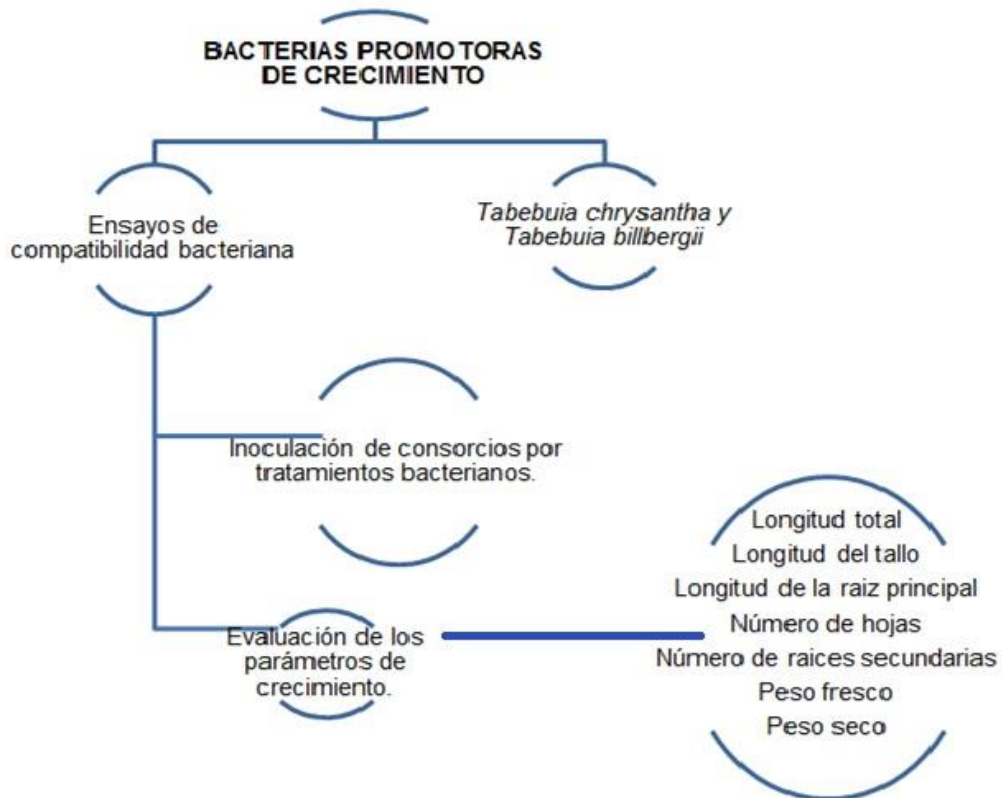 BACTERIAS PROMOTORAS
DE CRECIMIENTO
Ensayos de
compatibilidad bacteriana
Tabebuia chrysantha y
Tabebuia billbergii
Inoculación de consorcios por
tratamientos bacterianos.
Evaluación de los
parámetros de
crecimiento.
Longitud total
Longitud del tallo
Longitud de la raiz principal
Número de hojas
Número de raices secundarias
Peso fresco
Peso seco